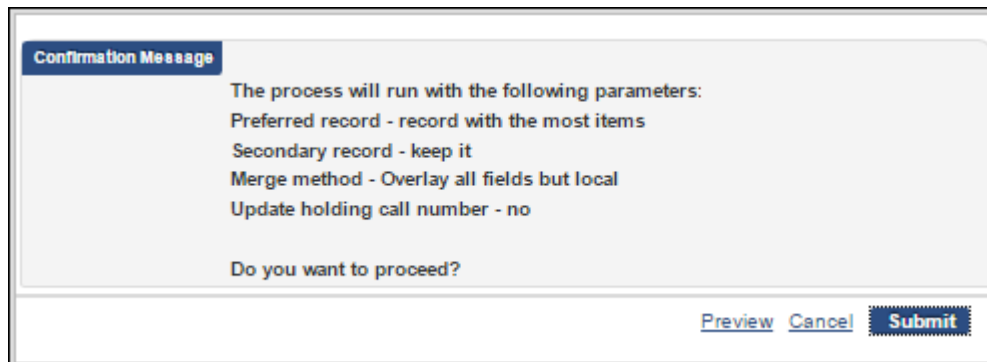 Confirmation Message
The process will run with the following parameters:
Preferred record - record with the most items
Secondary record - keep it
Merge method - Overlay all fields but local
Update holding call number - no
Do you want to proceed?
Preview Cancel Submit